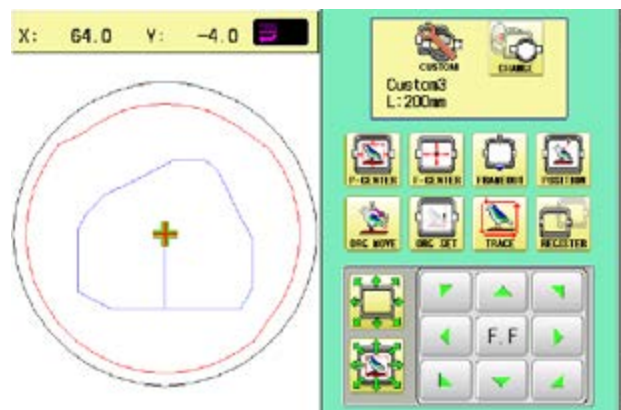 X: 64.0 Y: -4.0
CUSTOM CHANGE
Custom3
L:200mm
P-CENTER F-CENTER FRAMEOUT POSITION
ORG MOVE ORG SET TRACE REGISTER
F.F